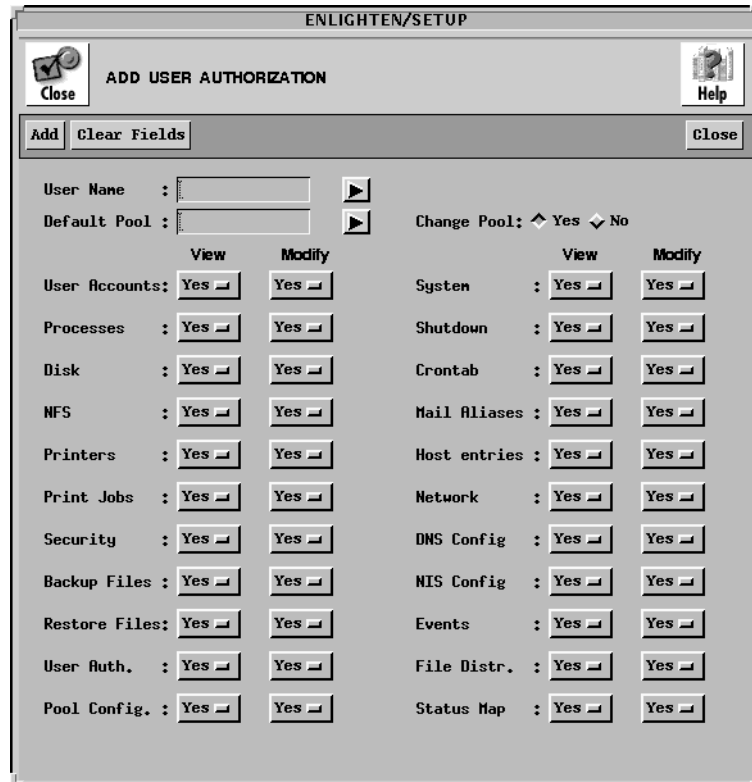 ENLIGHTEN/SETUP
Close
ADD USER AUTHORIZATION
Help
Add Clear Fields Close
User Name :
Default Pool : Change Pool: Yes No
View Modify View Modify
User Accounts: Yes Yes System : Yes Yes
Processes : Yes Yes Shutdown : Yes Yes
Disk : Yes Yes Crontab : Yes Yes
NFS : Yes Yes Mail Aliases : Yes Yes
Printers : Yes Yes Host entries : Yes Yes
Print Jobs : Yes Yes Network : Yes Yes
Security : Yes Yes DNS Config : Yes Yes
Backup Files : Yes Yes NIS Config : Yes Yes
Restore Files: Yes Yes Events : Yes Yes
User Auth. : Yes Yes File Distr. : Yes Yes
Pool Config. : Yes Yes Status Map : Yes Yes